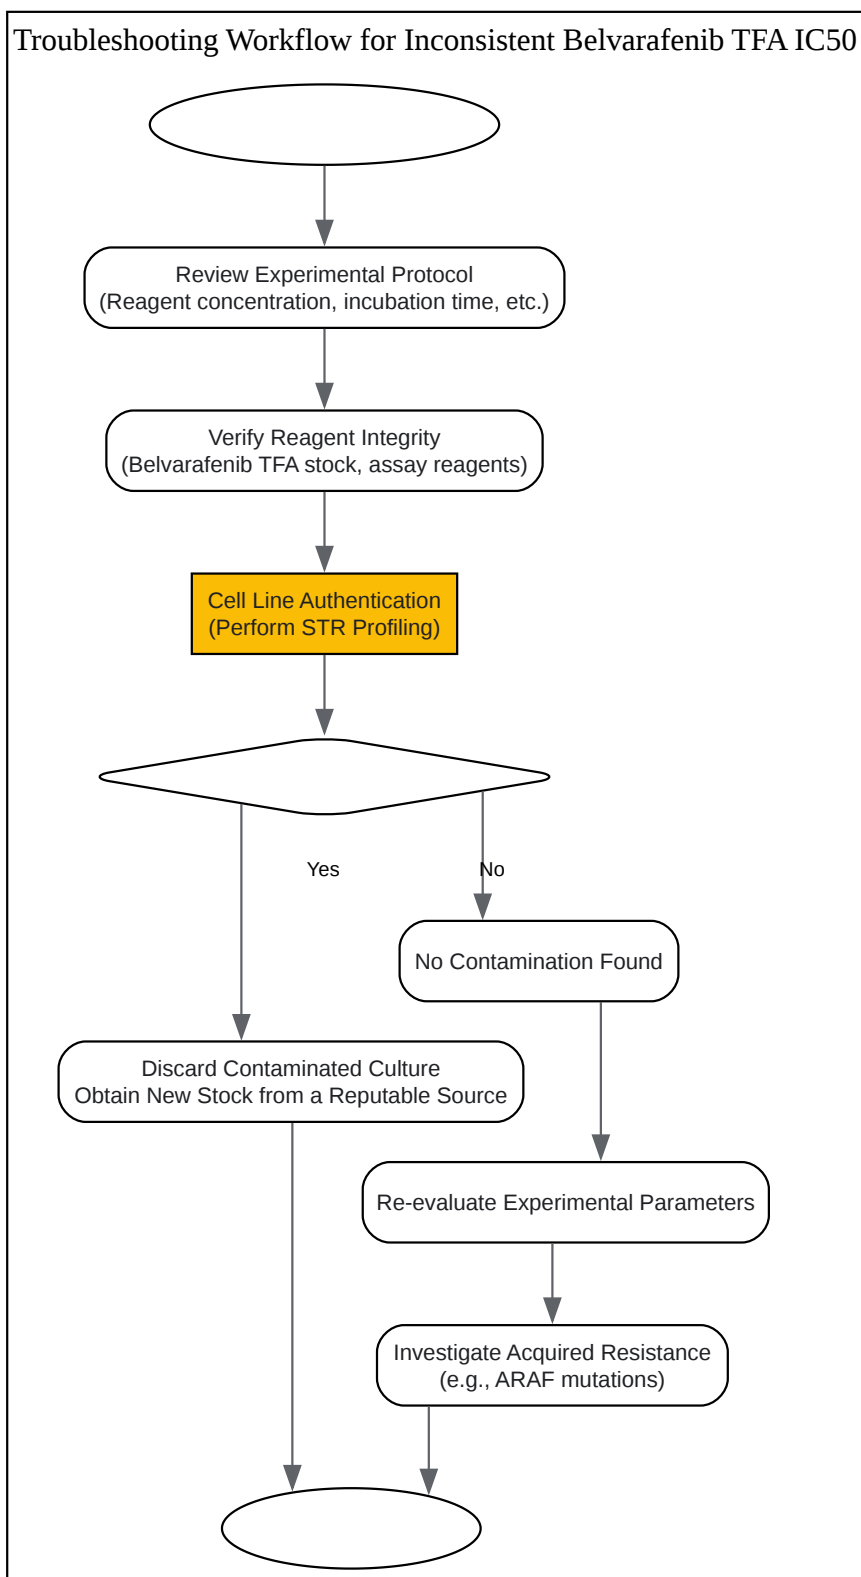 Troubleshooting Workflow for Inconsistent Belvarafenib TFA IC50
Review Experimental Protocol
(Reagent concentration, incubation time, etc.)
Verify Reagent Integrity
(Belvarafenib TFA stock, assay reagents)
Cell Line Authentication
(Perform STR Profiling)
Yes
No
No Contamination Found
Discard Contaminated Culture
Obtain New Stock from a Reputable Source
Re-evaluate Experimental Parameters
Investigate Acquired Resistance
(e.g., ARAF mutations)